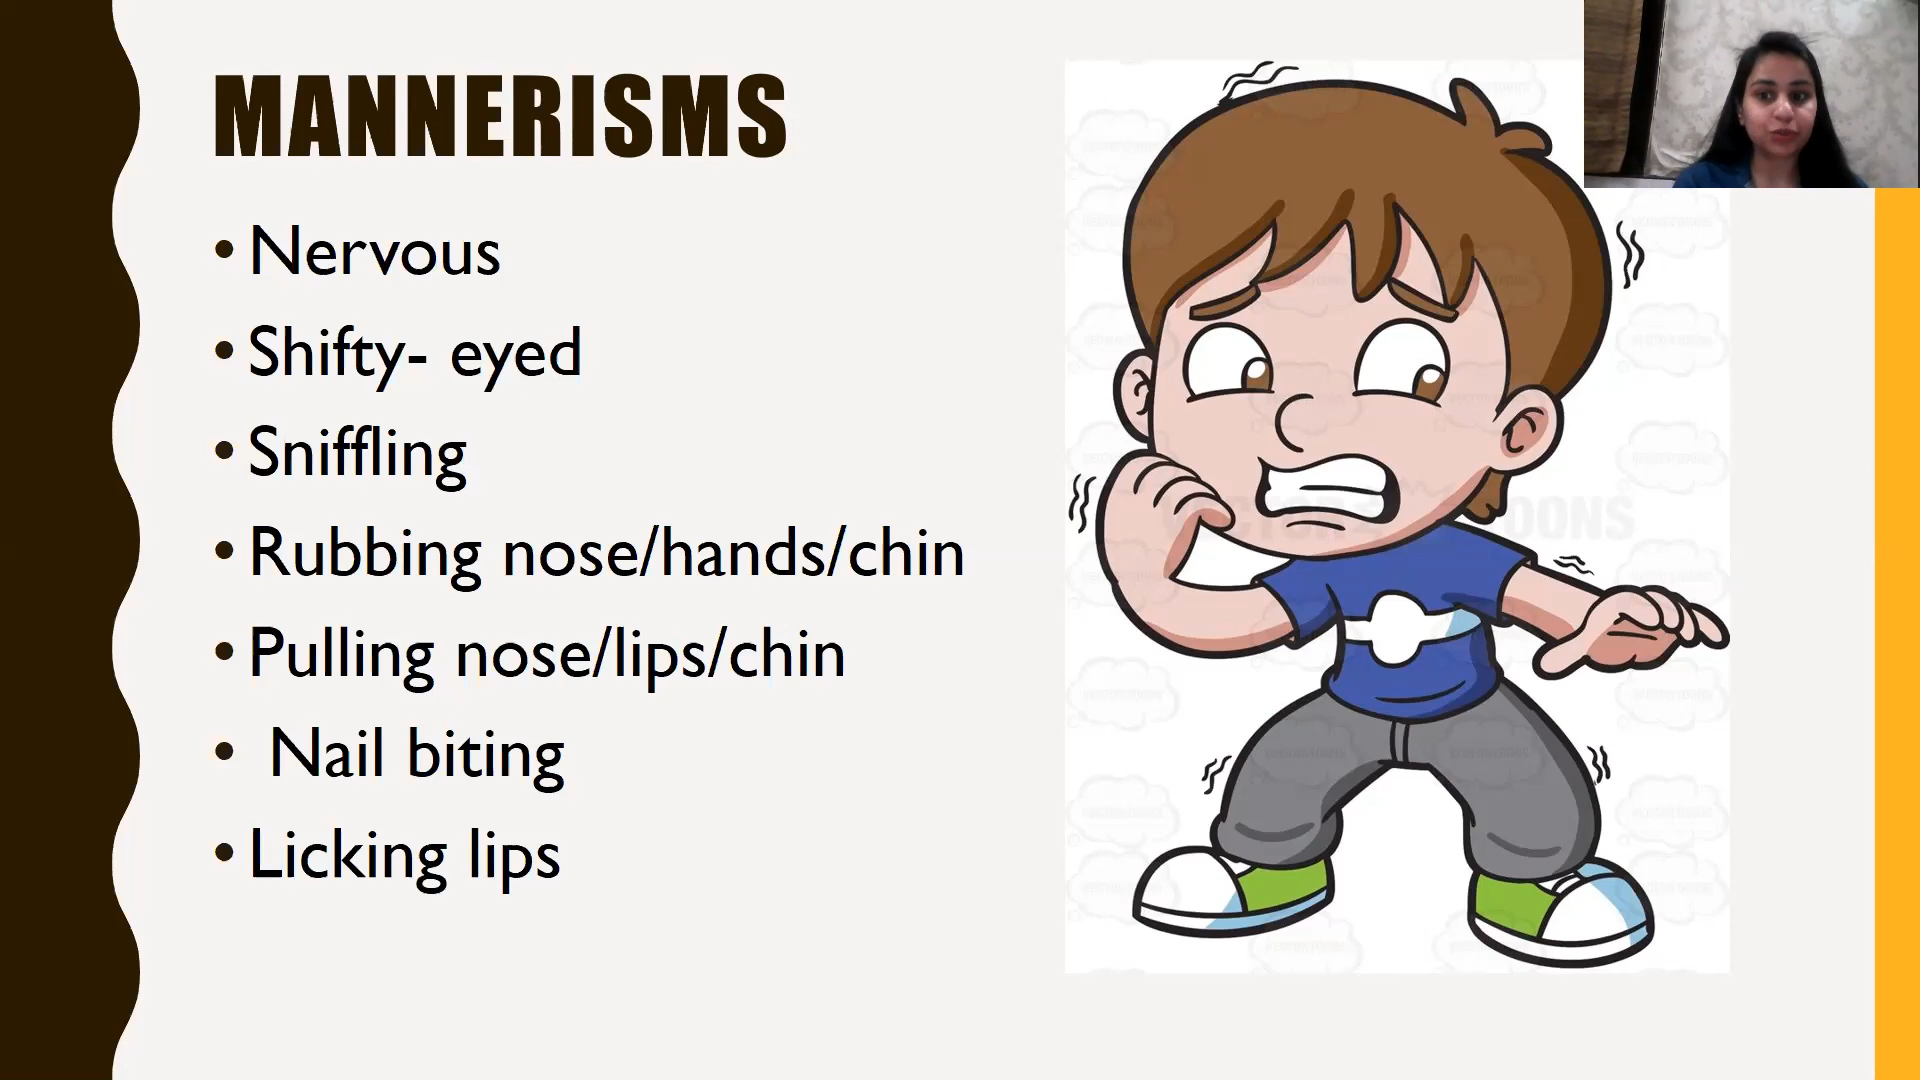 MANNERISMS
• Nervous
• Shifty- eyed
• Sniffling
• Rubbing nose/hands/chin
• Pulling nose/lips/chin
• Nail biting
• Licking lips